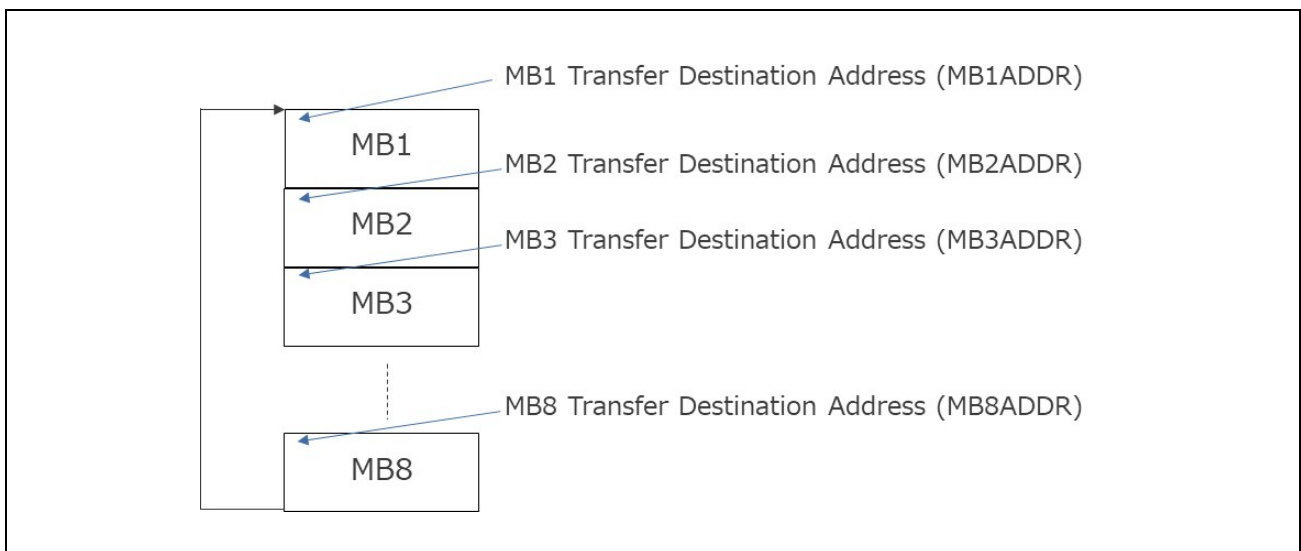 MB1 Transfer Destination Address (MB1ADDR)
MB1
MB2 Transfer Destination Address (MB2ADDR)
MB2
MB3 Transfer Destination Address (MB3ADDR)
MB3
MB8 Transfer Destination Address (MB8ADDR)
MB8